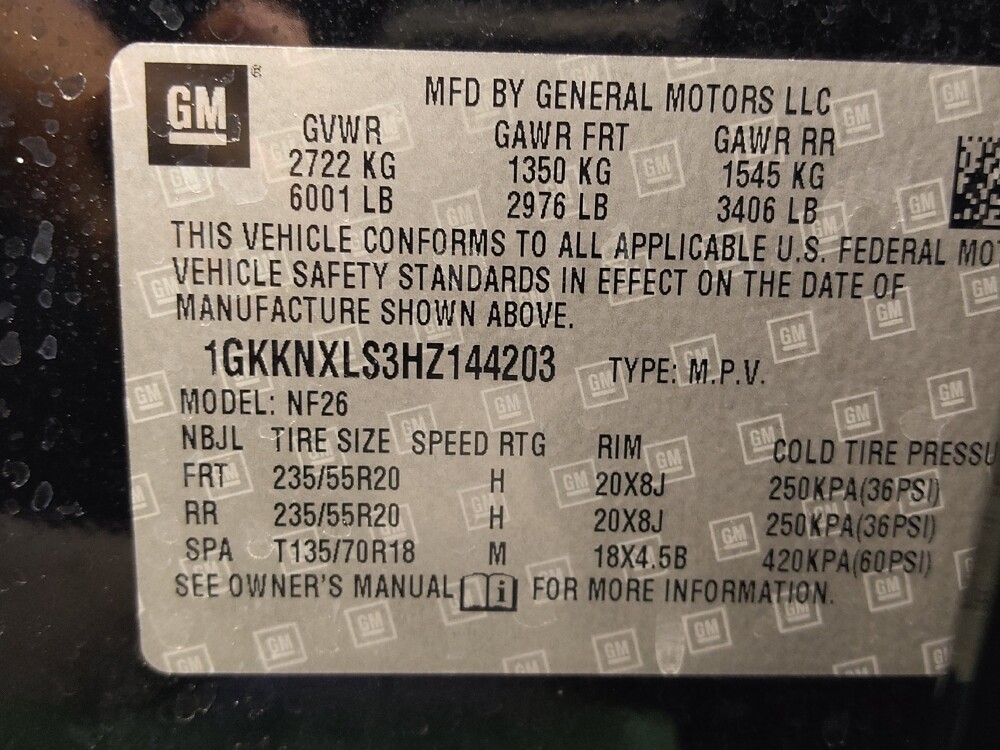 GM ®
MFD BY GENERAL MOTORS LLC
GVWR GAWR FRT GAWR RR
2722 KG 1350 KG 1545 KG
6001 LB 2976 LB 3406 LB
THIS VEHICLE CONFORMS TO ALL APPLICABLE U.S. FEDERAL MO
VEHICLE SAFETY STANDARDS IN EFFECT ON THE DATE OF
MANUFACTURE SHOWN ABOVE.
1GKKNXLS3HZ144203 TYPE: M.P.V.
MODEL: NF26
NBJL TIRE SIZE SPEED RTG RIM COLD TIRE PRESSU
FRT 235/55R20 H 20X8J 250KPA(36PSI)
RR 235/55R20 H 20X8J 250KPA(36PSI)
SPA T135/70R18 M 18X4.5B 420KPA(60PSI)
SEE OWNER'S MANUAL i FOR MORE INFORMATION.